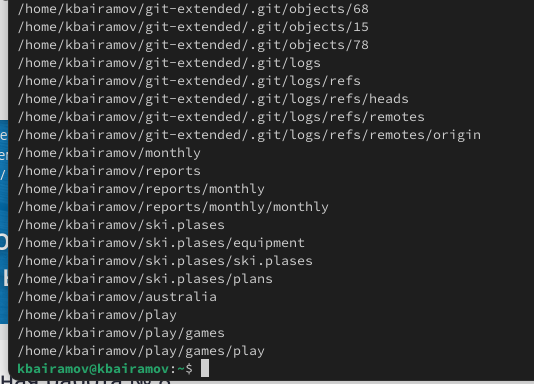 /home/kbairamov/git-extended/.git/objects/68
/home/kbairamov/git-extended/.git/objects/15
/home/kbairamov/git-extended/.git/objects/78
/home/kbairamov/git-extended/.git/logs
/home/kbairamov/git-extended/.git/logs/refs
/home/kbairamov/git-extended/.git/logs/refs/heads
/home/kbairamov/git-extended/.git/logs/refs/remotes
/home/kbairamov/git-extended/.git/logs/refs/remotes/origin
/home/kbairamov/monthly
/home/kbairamov/reports
/home/kbairamov/reports/monthly
/home/kbairamov/reports/monthly/monthly
/home/kbairamov/ski.plases
/home/kbairamov/ski.plases/equipment
/home/kbairamov/ski.plases/ski.plases
/home/kbairamov/ski.plases/plans
/home/kbairamov/australia
/home/kbairamov/play
/home/kbairamov/play/games
/home/kbairamov/play/games/play
kbairamov@kbairamov:~$